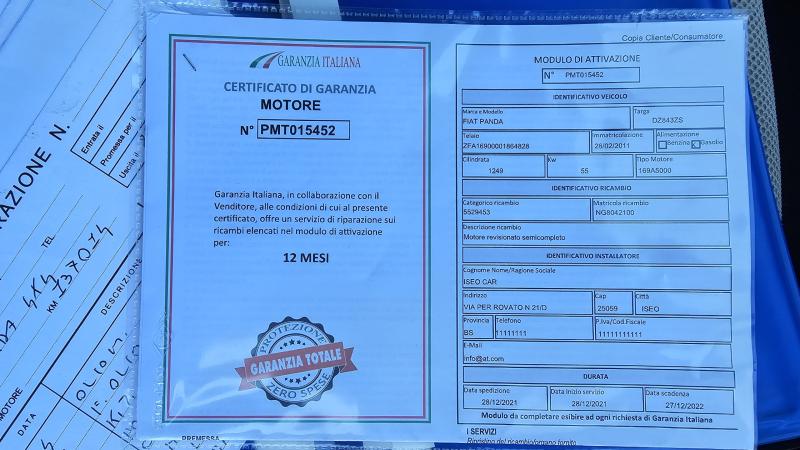 RAZIONE N.
Entrata il
Promessa per il
Uscita il
TEL.
4X4
KM 137014
DESCRIZIONE
MOTORE
DATA
GARANZIA ITALIANA
CERTIFICATO DI GARANZIA
MOTORE
N° PMT015452
Garanzia Italiana, in collaborazione con il
Venditore, alle condizioni di cui al presente
certificato, offre un servizio di riparazione sui
ricambi elencati nel modulo di attivazione
per:
12 MESI
PROTEZIONE
GARANZIA TOTALE
ZERO SPESE
PREMESSA
Copia Cliente/Consumatore
MODULO DI ATTIVAZIONE
N° PMT015452
IDENTIFICATIVO VEICOLO
Marca e Modello Targa
FIAT PANDA DZ843ZS
Telaio Immatricolazione Alimentazione
ZFA16900001864828 28/02/2011 Benzina Gasolio
Cilindrata Kw Tipo Motore
1249 55 169A5000
IDENTIFICATIVO RICAMBIO
Categorico ricambio Matricola ricambio
5529453 NG8042100
Descrizione ricambio
Motore revisionato semicompleto
IDENTIFICATIVO INSTALLATORE
Cognome Nome/Ragione Sociale
ISEO CAR
Indirizzo Cap Città
VIA PER ROVATO N 21/D 25059 ISEO
Provincia Telefono P.Iva/Cod.Fiscale
BS 11111111 11111111111
E-Mail
info@at.com
DURATA
Data spedizione Data inizio servizio Data scadenza
28/12/2021 28/12/2021 27/12/2022
Modulo da completare esibire ad ogni richiesta di Garanzia Italiana
I SERVIZI